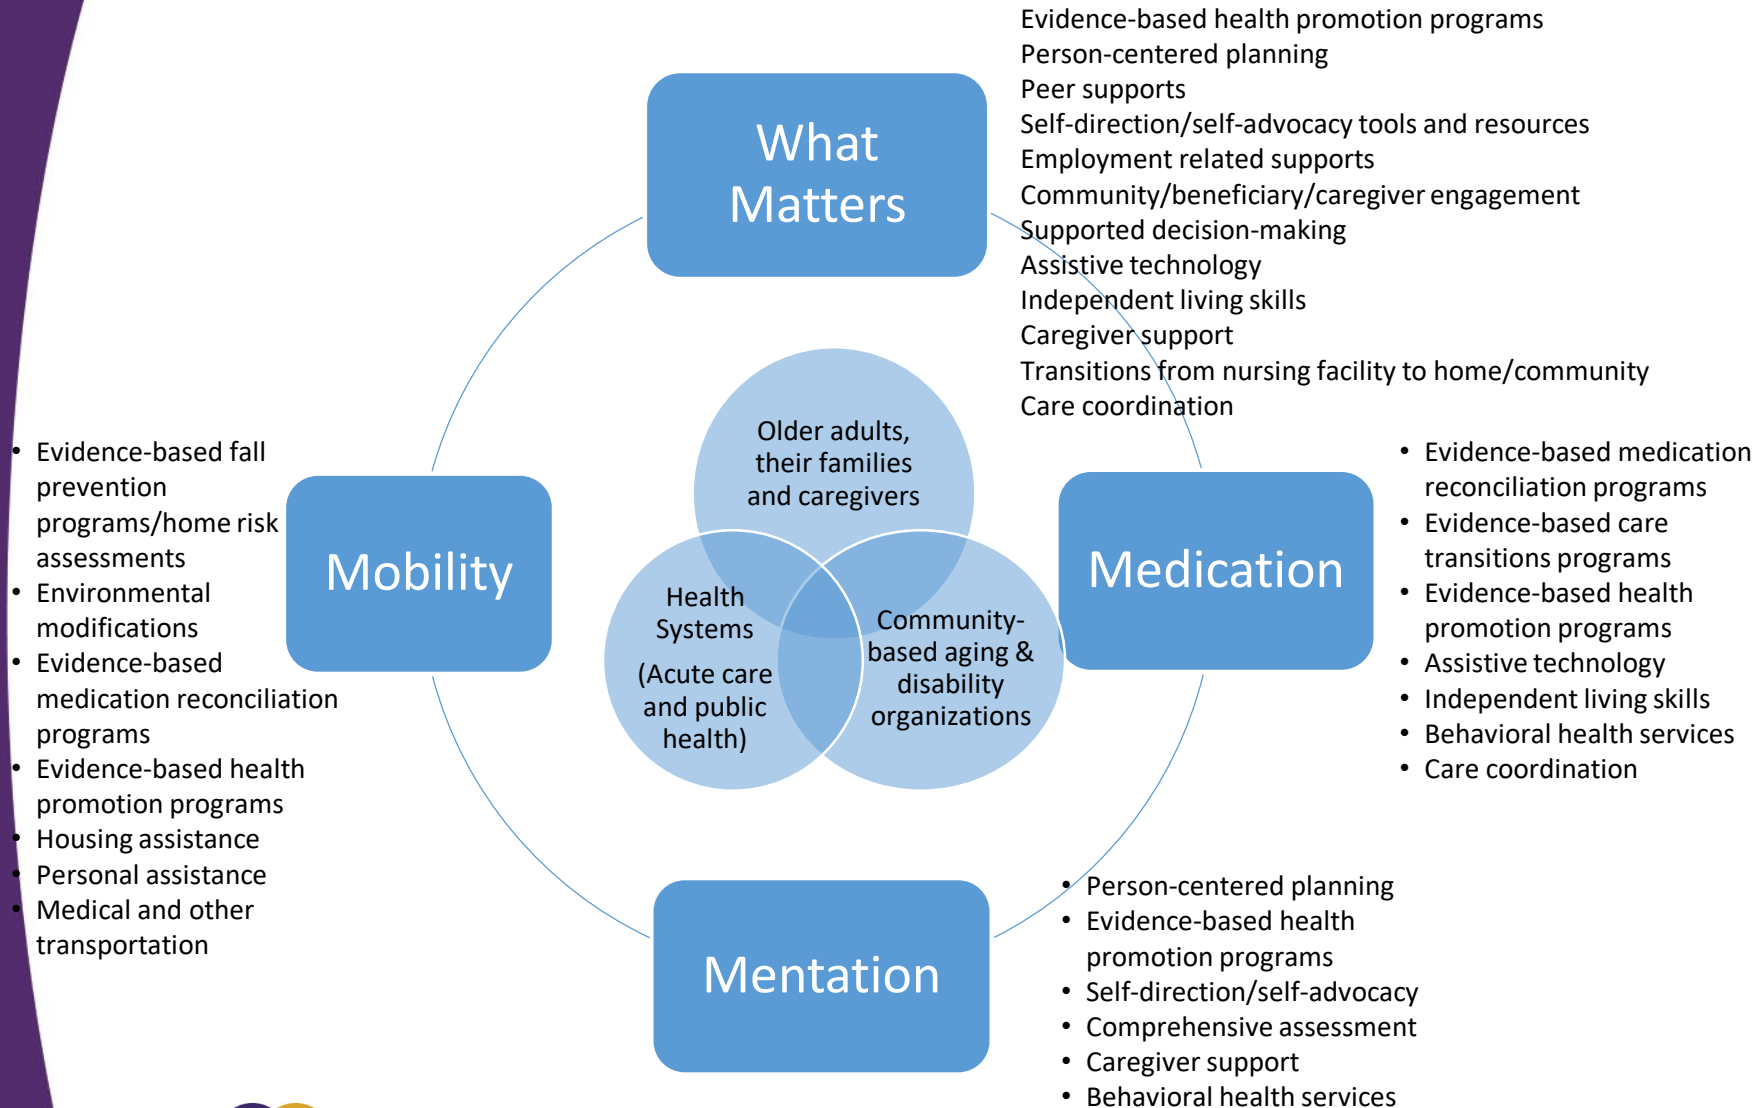 Evidence-based health promotion programs
Person-centered planning
Peer supports
Self-direction/self-advocacy tools and resources
Employment related supports
Community/beneficiary/caregiver engagement
Supported decision-making
Assistive technology
Independent living skills
Caregiver support
Transitions from nursing facility to home/community
Care coordination
What
Matters
Older adults,
their families
and caregivers
Health
Systems
(Acute care
and public
health)
Community-
based aging &
disability
organizations
• Evidence-based fall
prevention
programs/home risk
assessments
• Environmental
modifications
• Evidence-based
medication reconciliation
programs
• Evidence-based health
promotion programs
• Housing assistance
• Personal assistance
• Medical and other
transportation
Mobility
Medication
• Evidence-based medication
reconciliation programs
• Evidence-based care
transitions programs
• Evidence-based health
promotion programs
• Assistive technology
• Independent living skills
• Behavioral health services
• Care coordination
Mentation
• Person-centered planning
• Evidence-based health
promotion programs
• Self-direction/self-advocacy
• Comprehensive assessment
• Caregiver support
• Behavioral health services